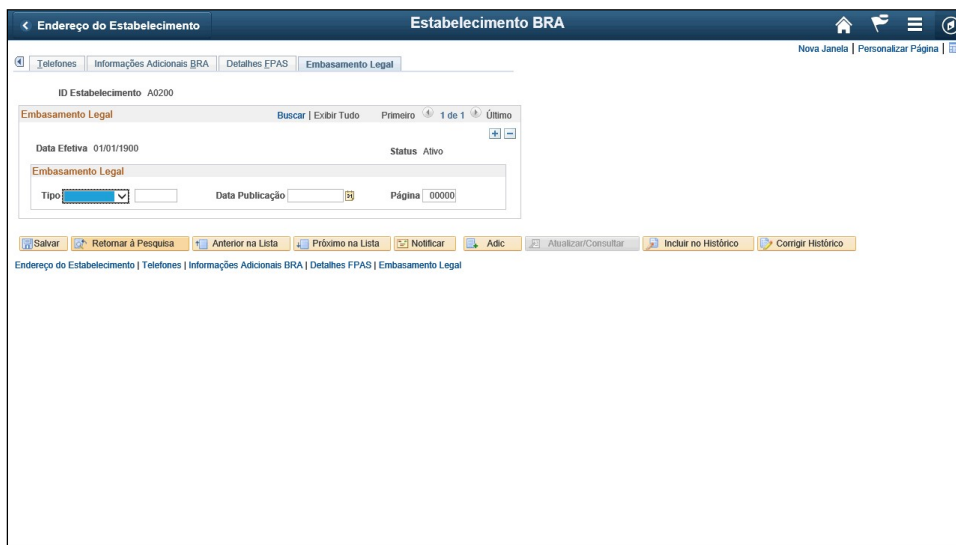 Endereço do Estabelecimento Estabelecimento BRA
Nova Janela | Personalizar Página |
Telefones Informações Adicionais BRA Detalhes FPAS Embasamento Legal
ID Estabelecimento A0200
Embasamento Legal Buscar | Exibir Tudo Primeiro 1 de 1 Último
Data Efetiva 01/01/1900 Status Ativo
Embasamento Legal
Tipo Data Publicação Página 00000
Salvar Retornar à Pesquisa Anterior na Lista Próximo na Lista Notificar Adic Atualizar/Consultar Incluir no Histórico Corrigir Histórico
Endereço do Estabelecimento | Telefones | Informações Adicionais BRA | Detalhes FPAS | Embasamento Legal